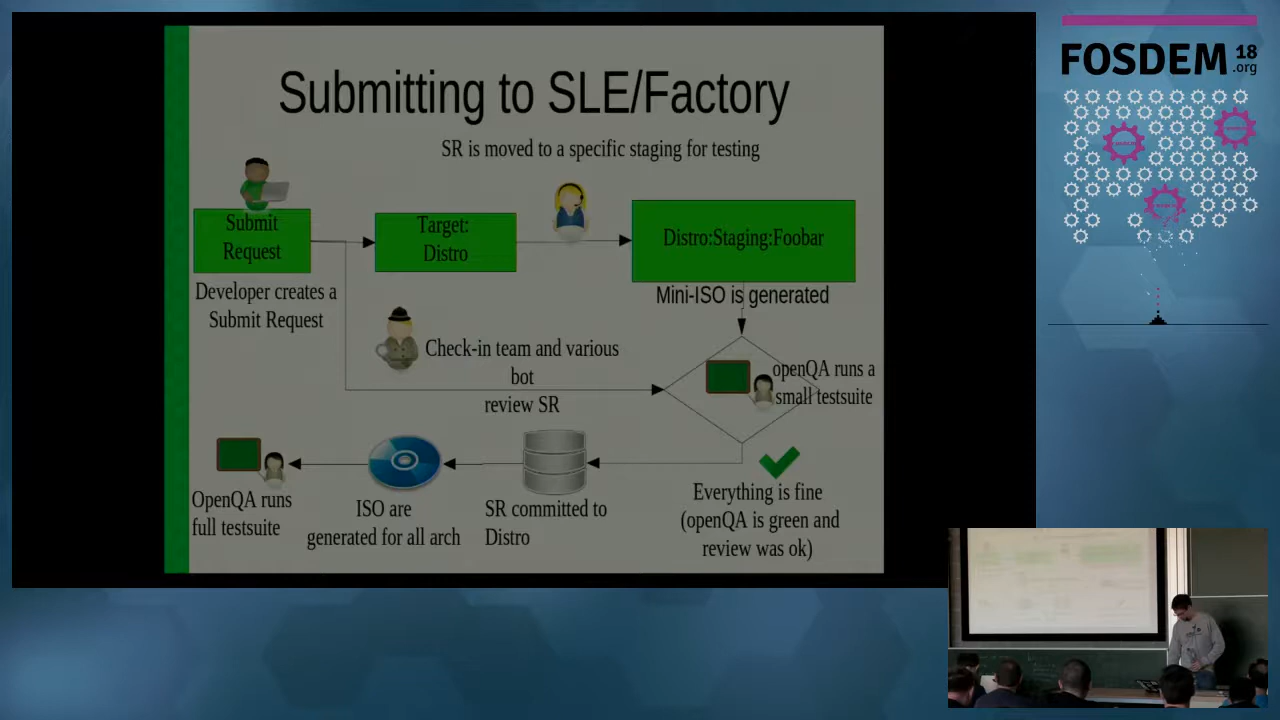 Submitting to SLE/Factory
SR is moved to a specific staging for testing
Submit
Request
Target:
Distro
Distro:Staging:Foobar
Developer creates a
Submit Request
Mini-ISO is generated
Check-in team and various
bot
review SR
openQA runs a
small testsuite
OpenQA runs
full testsuite
ISO are
generated for all arch
SR committed to
Distro
Everything is fine
(openQA is green and
review was ok)
FOSDEM 18
.org